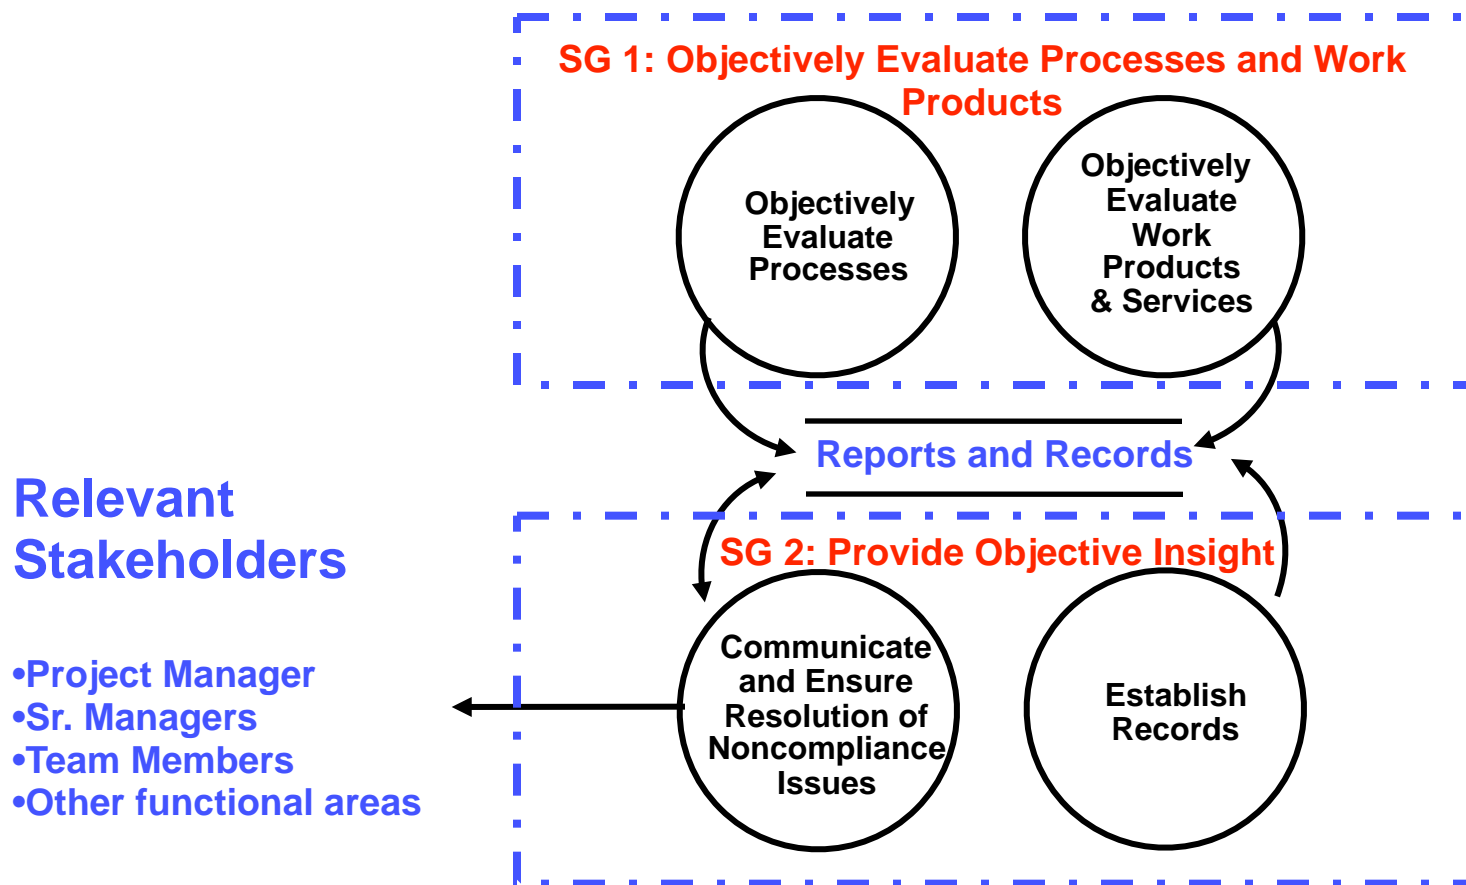 SG 1: Objectively Evaluate Processes and Work
Products
Objectively
Evaluate
Processes
Objectively
Evaluate
Work
Products
& Services
Reports and Records
Relevant
Stakeholders
•Project Manager
•Sr. Managers
•Team Members
•Other functional areas
SG 2: Provide Objective Insight
Communicate
and Ensure
Resolution of
Noncompliance
Issues
Establish
Records